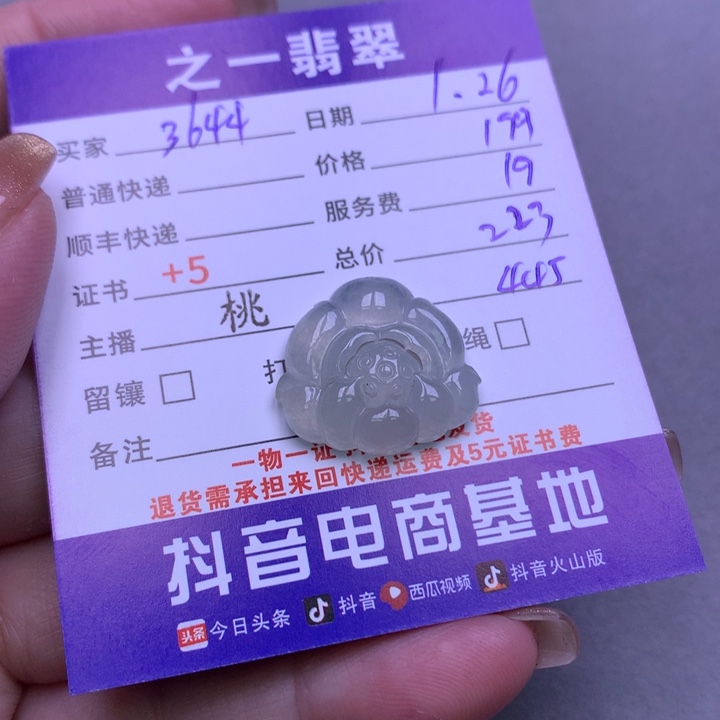 之一翡翠
买家 3644 日期 1.26
普通快递 价格 199
顺丰快递 服务费 19
证书 +5 总价 223
主播 桃 445
留镶 □ 打 绳 □
备注
一物一证 发货
退货需承担来回快递运费及5元证书费
抖音电商基地
头条 今日头条 抖音 西瓜视频 抖音火山版